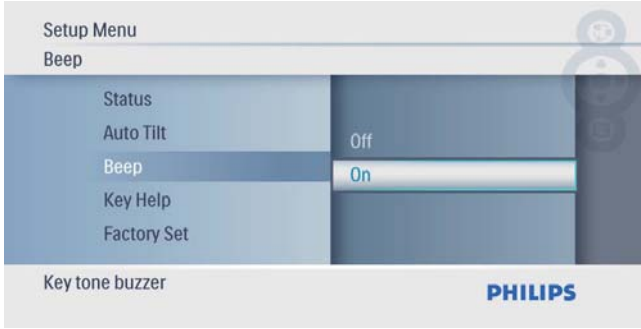 Setup Menu
Beep
Status
Auto Tilt
Beep
Key Help
Factory Set
Off
On
Key tone buzzer
PHILIPS